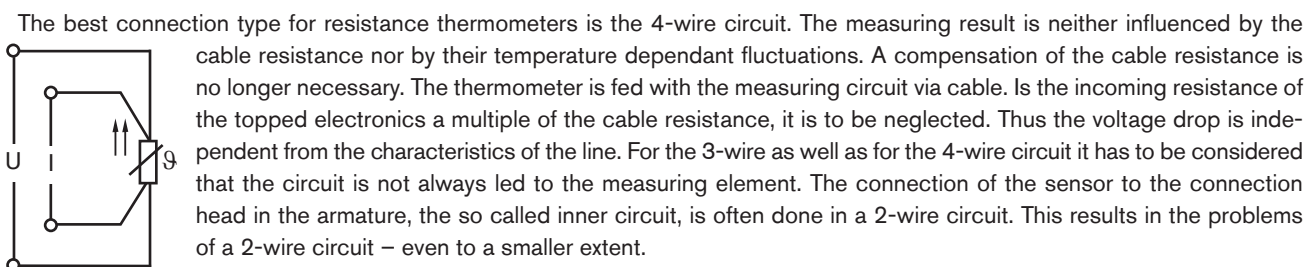 The best connection type for resistance thermometers is the 4-wire circuit. The measuring result is neither influenced by the
cable resistance nor by their temperature dependant fluctuations. A compensation of the cable resistance is
no longer necessary. The thermometer is fed with the measuring circuit via cable. Is the incoming resistance of
the topped electronics a multiple of the cable resistance, it is to be neglected. Thus the voltage drop is inde-
pendent from the characteristics of the line. For the 3-wire as well as for the 4-wire circuit it has to be considered
that the circuit is not always led to the measuring element. The connection of the sensor to the connection
head in the armature, the so called inner circuit, is often done in a 2-wire circuit. This results in the problems
of a 2-wire circuit – even to a smaller extent.
U I ϑ